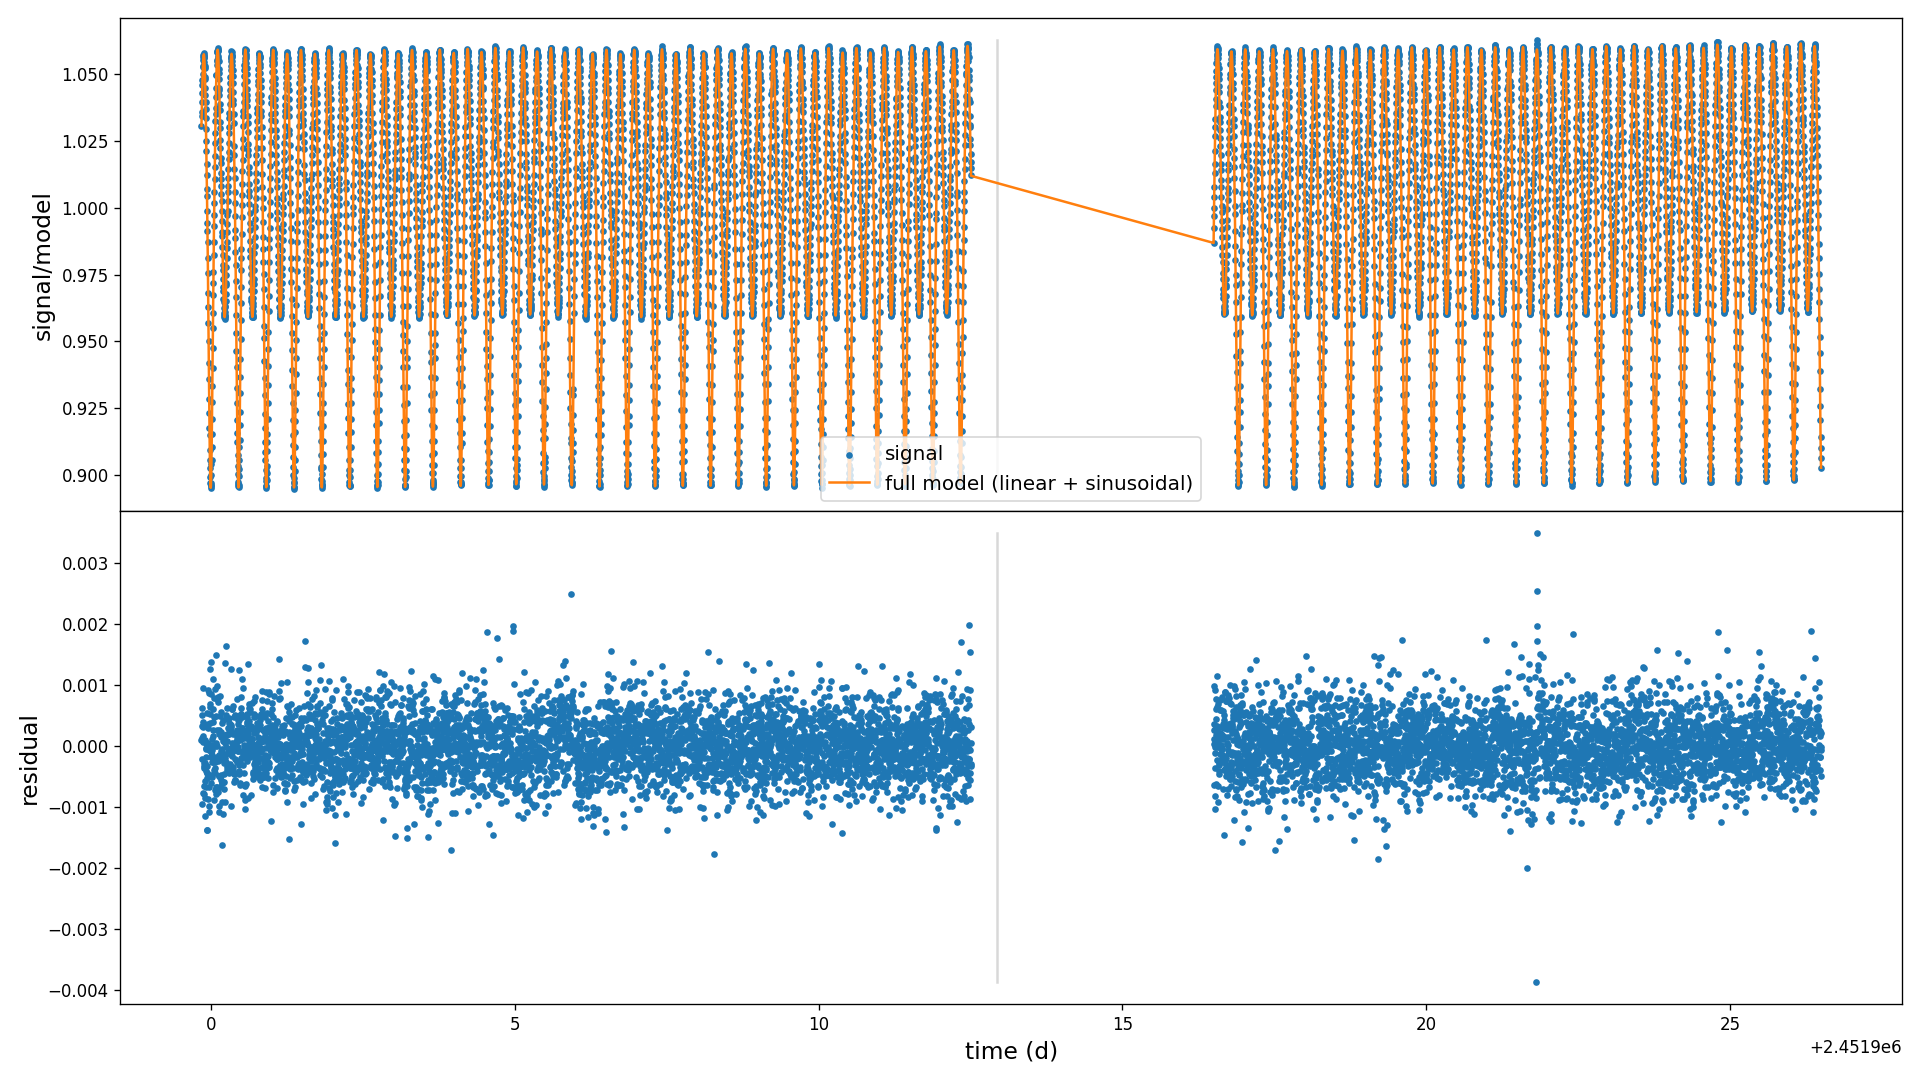 signal/model
1.050
1.025
1.000
0.975
0.950
0.925
0.900
signal
full model (linear + sinusoidal)
residual
0.003
0.002
0.001
0.000
−0.001
−0.002
−0.003
−0.004
0 5 10 15 20 25
time (d)
+2.4519e6